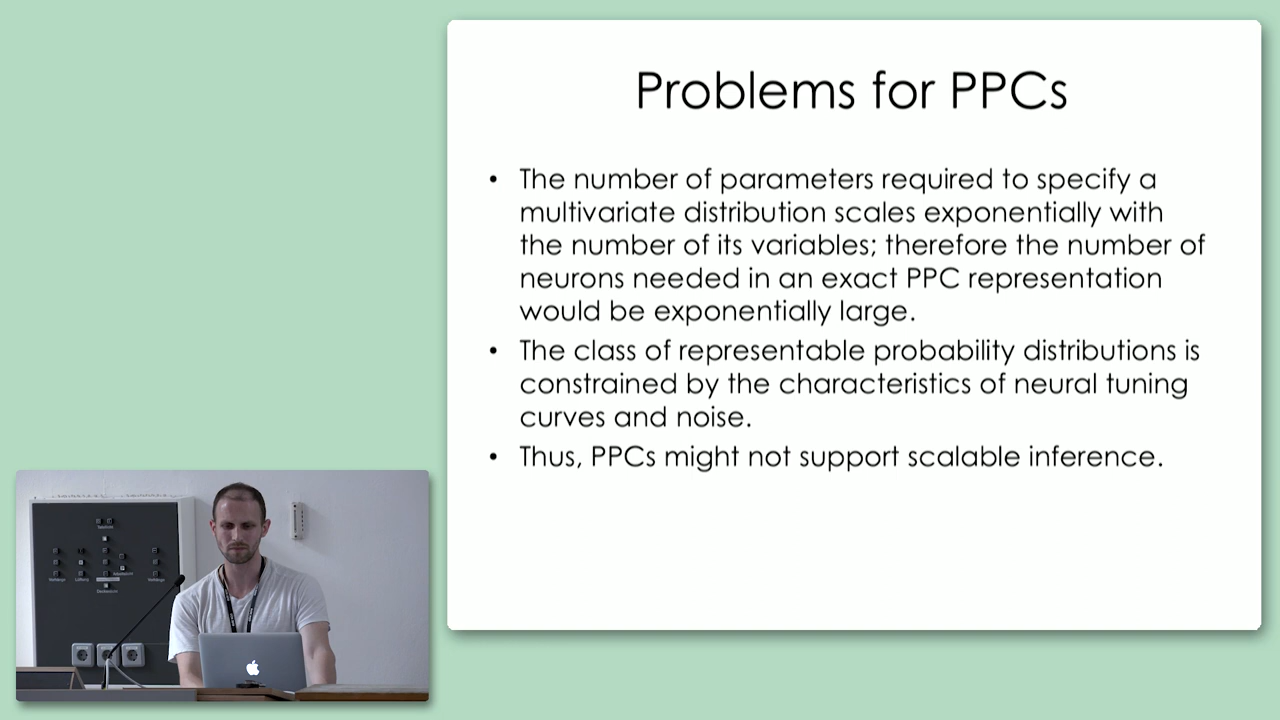 Problems for PPCs
• The number of parameters required to specify a
multivariate distribution scales exponentially with
the number of its variables; therefore the number of
neurons needed in an exact PPC representation
would be exponentially large.
• The class of representable probability distributions is
constrained by the characteristics of neural tuning
curves and noise.
• Thus, PPCs might not support scalable inference.